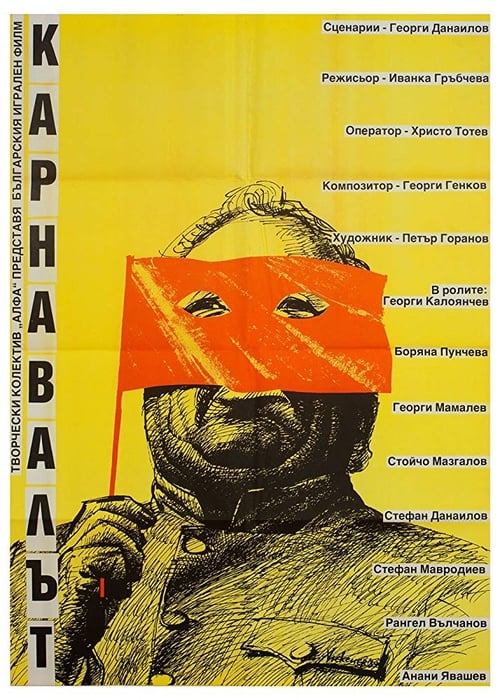 ТВОРЧЕСКИ КОЛЕКТИВ „АЛФА“ ПРЕДСТАВЯ БЪЛГАРСКИЯ ИГРАЛЕН ФИЛМ
КАРНАВАЛЪТ
Сценарии - Георги Данаилов
Режисьор - Иванка Гръбчева
Оператор - Христо Тотев
Композитор - Георги Генков
Художник - Петър Горанов
В ролите:
Георги Калоянчев
Боряна Пунчева
Георги Мамалев
Стойчо Мазгалов
Стефан Данаилов
Стефан Мавродиев
Рангел Вълчанов
Анани Явашев